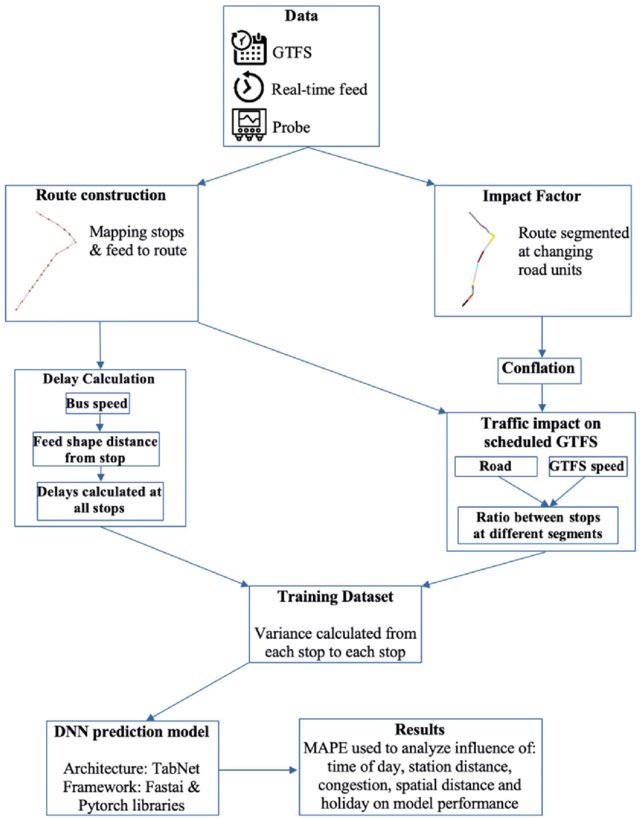 Data
GTFS
Real-time feed
Probe
Route construction
Mapping stops
& feed to route
Impact Factor
Route segmented
at changing
road units
Conflation
Delay Calculation
Bus speed
Feed shape distance
from stop
Delays calculated at
all stops
Traffic impact on
scheduled GTFS
Road
GTFS speed
Ratio between stops
at different segments
Training Dataset
Variance calculated from
each stop to each stop
DNN prediction model
Architecture: TabNet
Framework: Fastai &
Pytorch libraries
Results
MAPE used to analyze influence of:
time of day, station distance,
congestion, spatial distance and
holiday on model performance